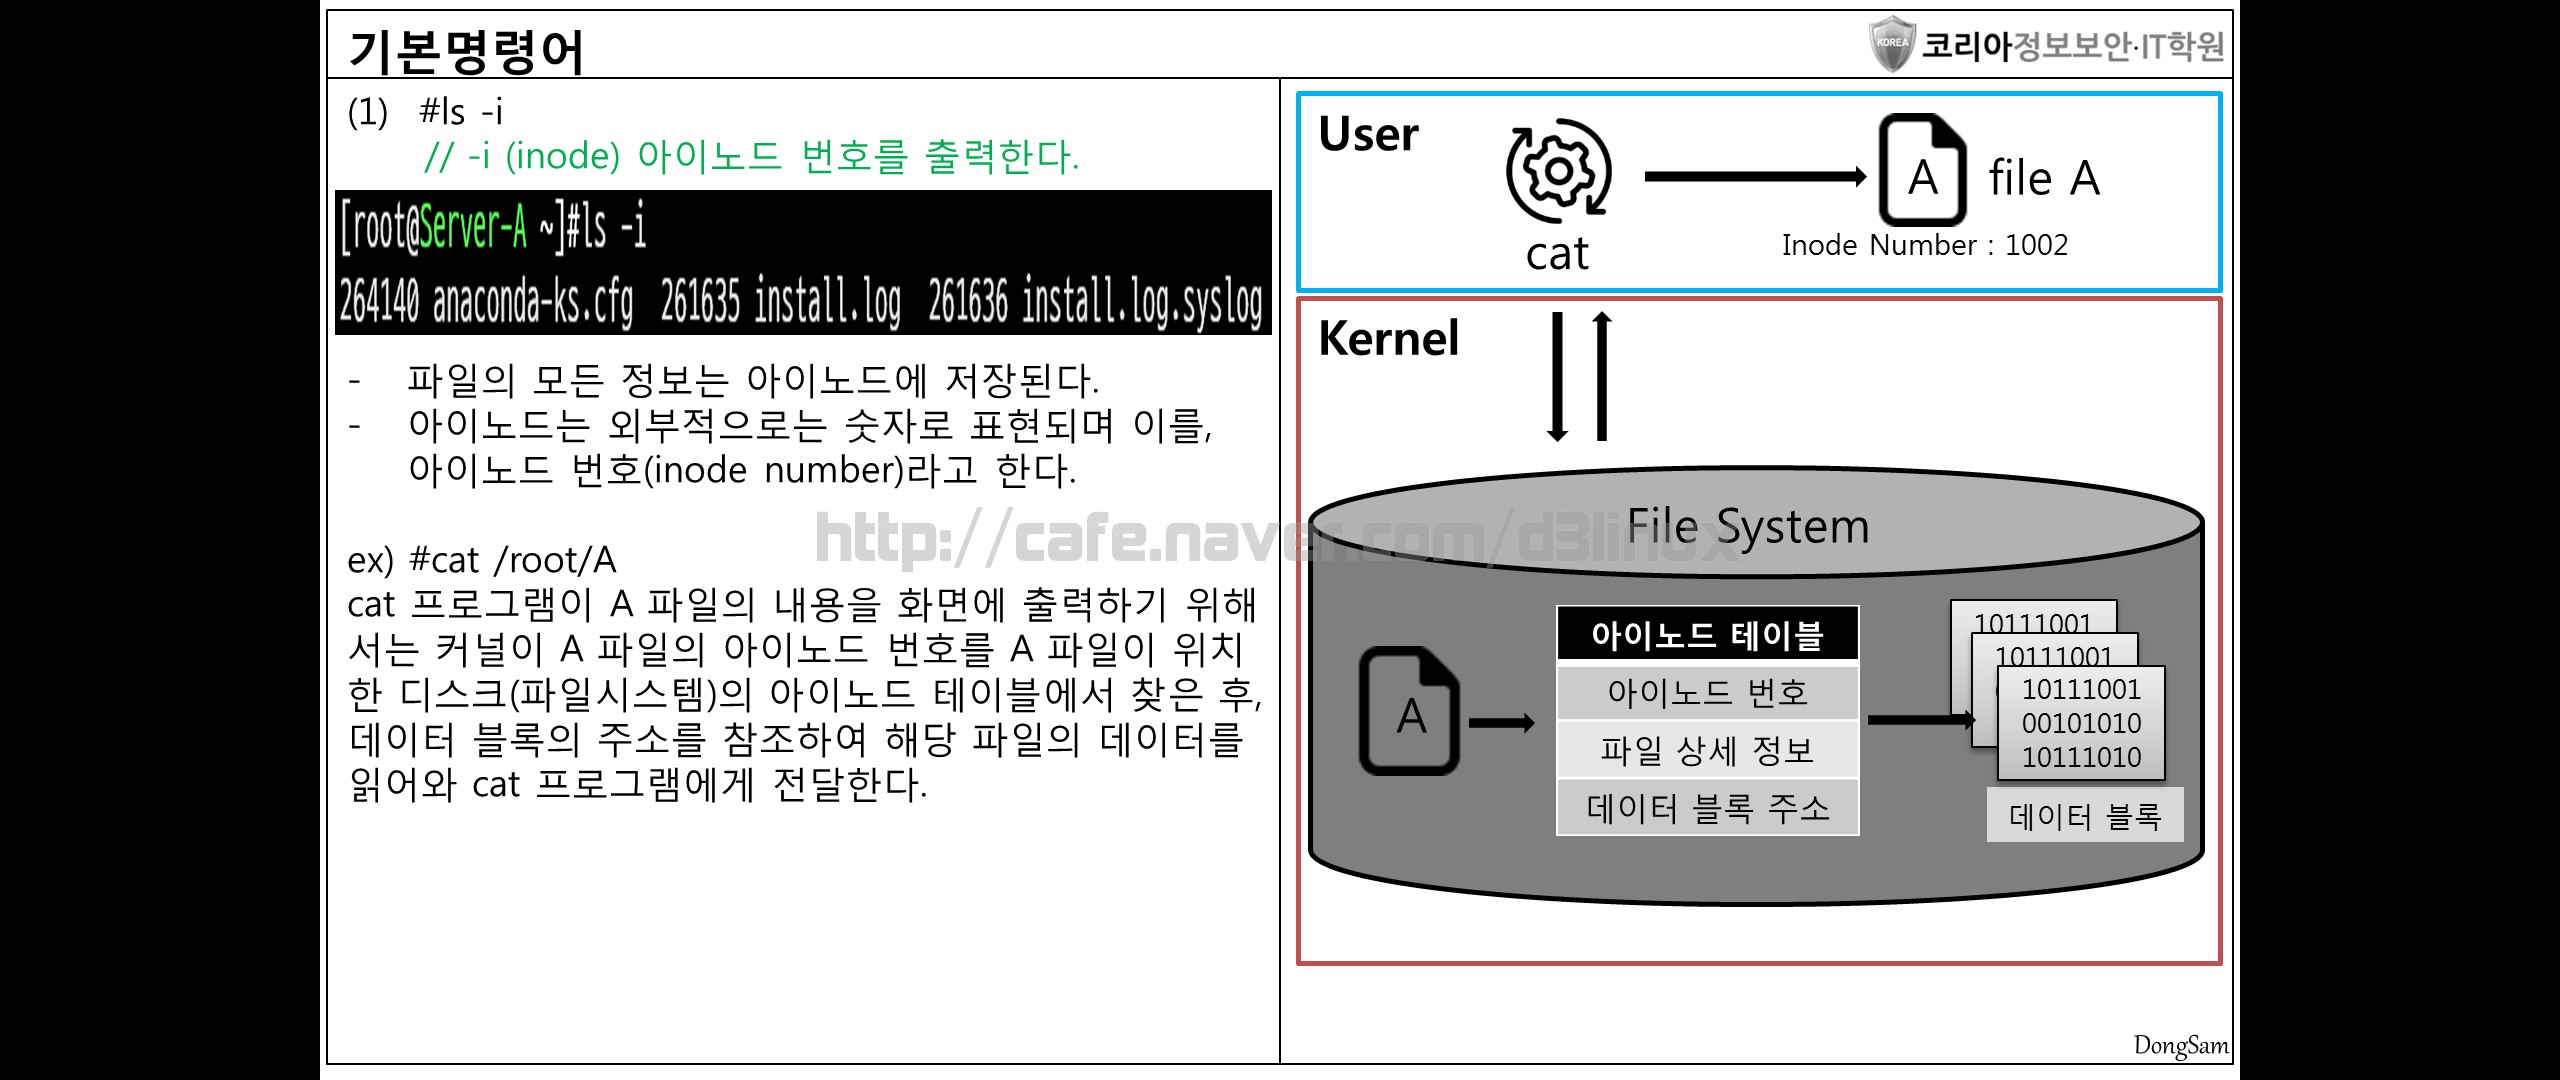 기본명령어
KOREA
코리아정보보안·IT학원
(1) #ls -i
// -i (inode) 아이노드 번호를 출력한다.
[root@Server-A ~]#ls -i
264140 anaconda-ks.cfg 261635 install.log 261636 install.log.syslog
- 파일의 모든 정보는 아이노드에 저장된다.
- 아이노드는 외부적으로는 숫자로 표현되며 이를,
아이노드 번호(inode number)라고 한다.
ex) #cat /root/A
cat 프로그램이 A 파일의 내용을 화면에 출력하기 위해
서는 커널이 A 파일의 아이노드 번호를 A 파일이 위치
한 디스크(파일시스템)의 아이노드 테이블에서 찾은 후,
데이터 블록의 주소를 참조하여 해당 파일의 데이터를
읽어와 cat 프로그램에게 전달한다.
http://cafe.naver.com/d3linux
User
cat
A
file A
Inode Number : 1002
Kernel
File System
A
아이노드 테이블
아이노드 번호
파일 상세 정보
데이터 블록 주소
10111001
10111001
10111001
00101010
10111010
데이터 블록
DongSam